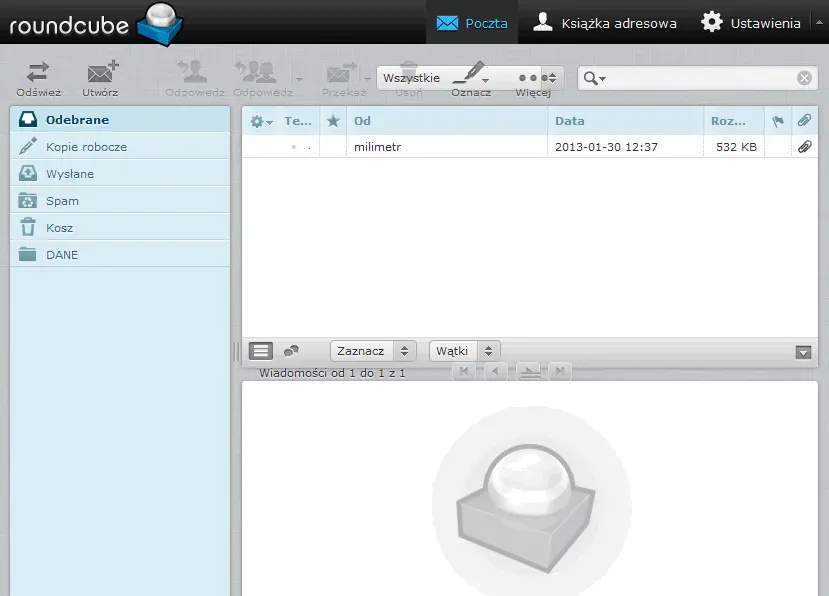 roundcube
Poczta
Książka adresowa
Ustawienia
Odśwież
Utwórz
Odpowiedz
Odpowiedz ...
Przekaż
Wszystkie
Usuń
Oznacz
Więcej
Odebrane
Kopie robocze
Wysłane
Spam
Kosz
DANE
Te...
Od
Data
Roz...
milimetr
2013-01-30 12:37
532 KB
Zaznacz
Wątki
Wiadomości od 1 do 1 z 1